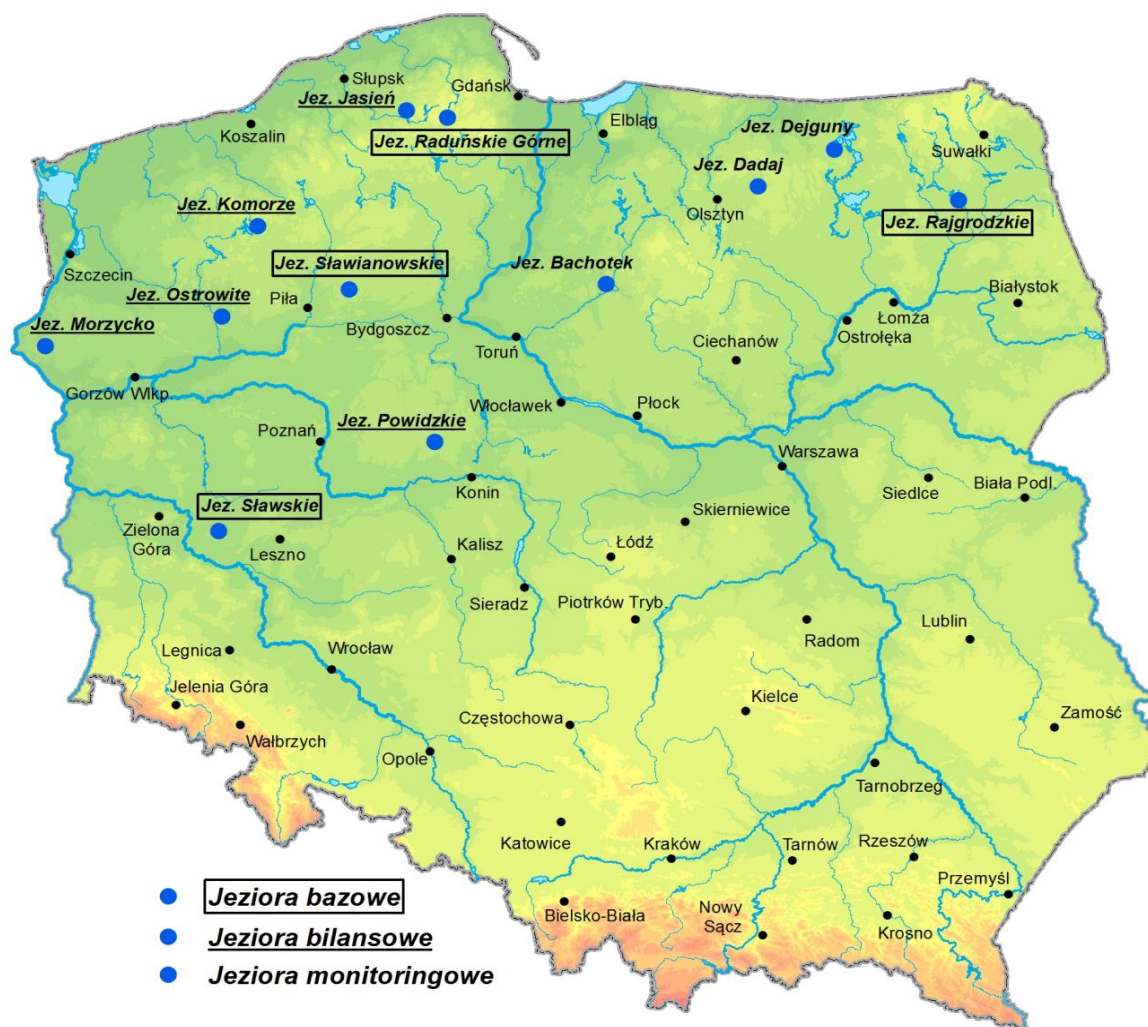 Słupsk
Jez. Jasień
Gdańsk
Koszalin
Jez. Raduńskie Górne
Elbląg
Jez. Dejguny
Suwałki
Jez. Dadaj
Olsztyn
Jez. Rajgrodzkie
Jez. Komorze
Szczecin
Jez. Sławianowskie
Jez. Bachotek
Jez. Ostrowite
Piła
Białystok
Jez. Morzycko
Bydgoszcz
Toruń
Łomża
Ostrołęka
Ciechanów
Gorzów Wlkp.
Włocławek
Płock
Jez. Powidzkie
Poznań
Warszawa
Konin
Siedlce
Biała Podl.
Jez. Sławskie
Skierniewice
Zielona
Góra
Leszno
Kalisz
Łódź
Sieradz
Piotrków Tryb.
Radom
Lublin
Legnica
Wrocław
Jelenia Góra
Kielce
Zamość
Częstochowa
Wałbrzych
Opole
Tarnobrzeg
Katowice
Kraków
Tarnów
Rzeszów
Przemyśl
Jeziora bazowe
Bielsko-Biała
Nowy
Sącz
Krosno
Jeziora bilansowe
Jeziora monitoringowe